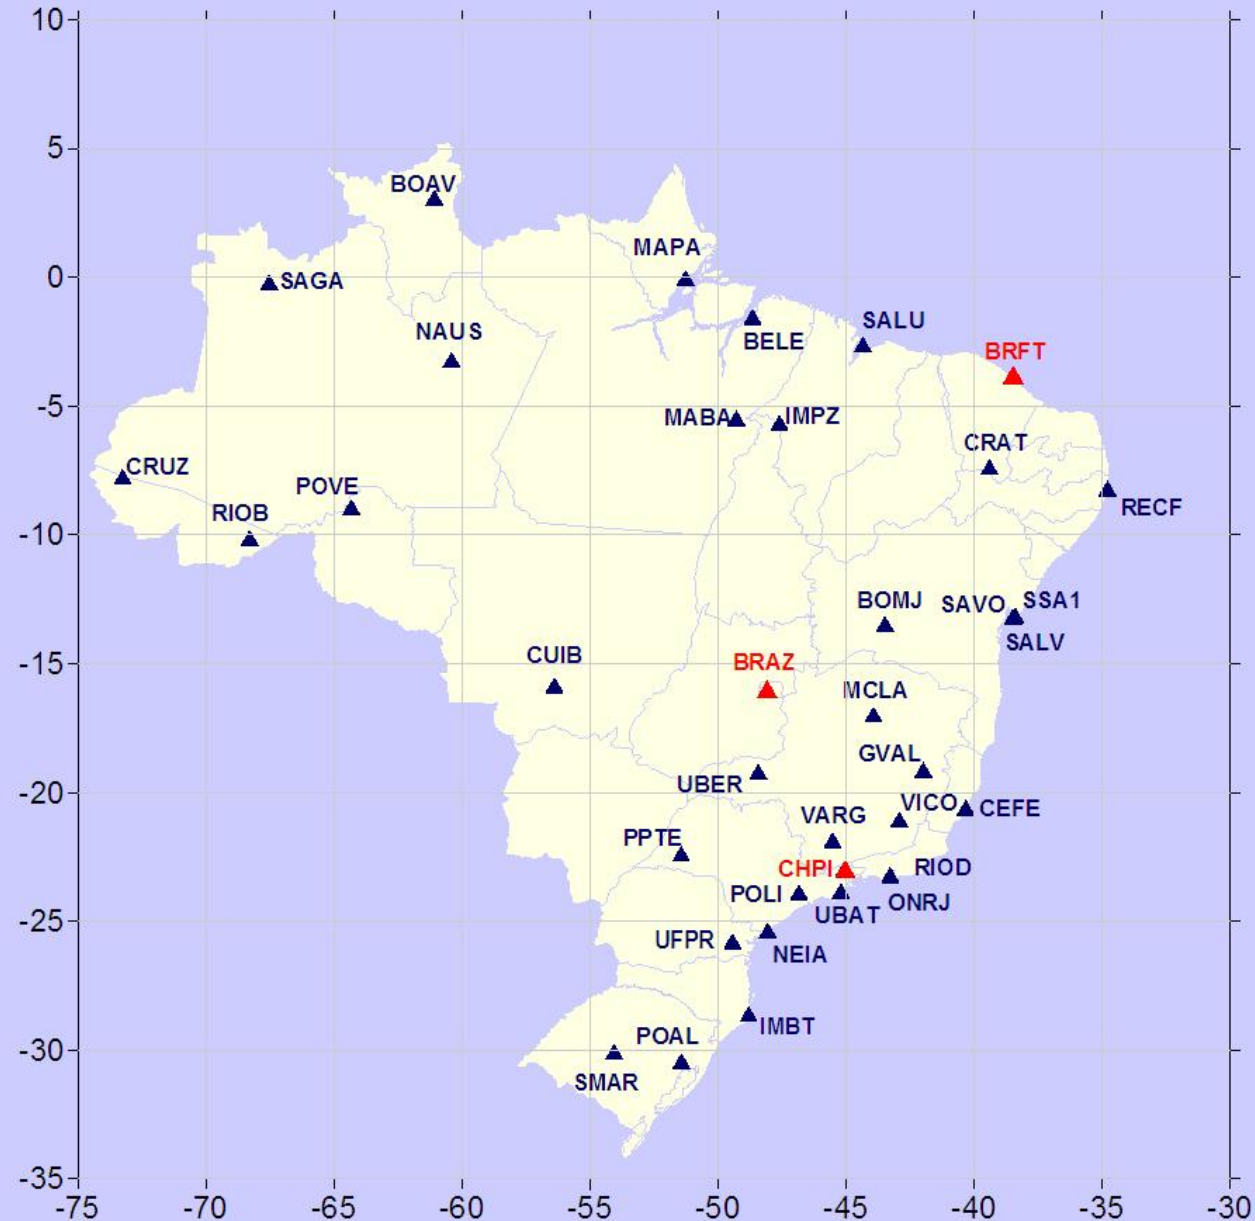 10
5
BOAV
MAPA
0
SAGA
NAUS
SALU
BELE
BRFT
-5
MABA
IMPZ
CRAT
CRUZ
POVE
RIOB
RECF
-10
BOMJ
SAVO
SSA1
SALV
CUIB
BRAZ
-15
MCLA
GVAL
UBER
-20
VICO
CEFE
VARG
PPTE
CHPI
RIOD
POLI
ONRJ
UBAT
-25
UFPR
NEIA
IMBT
POAL
-30
SMAR
-35
-75 -70 -65 -60 -55 -50 -45 -40 -35 -30